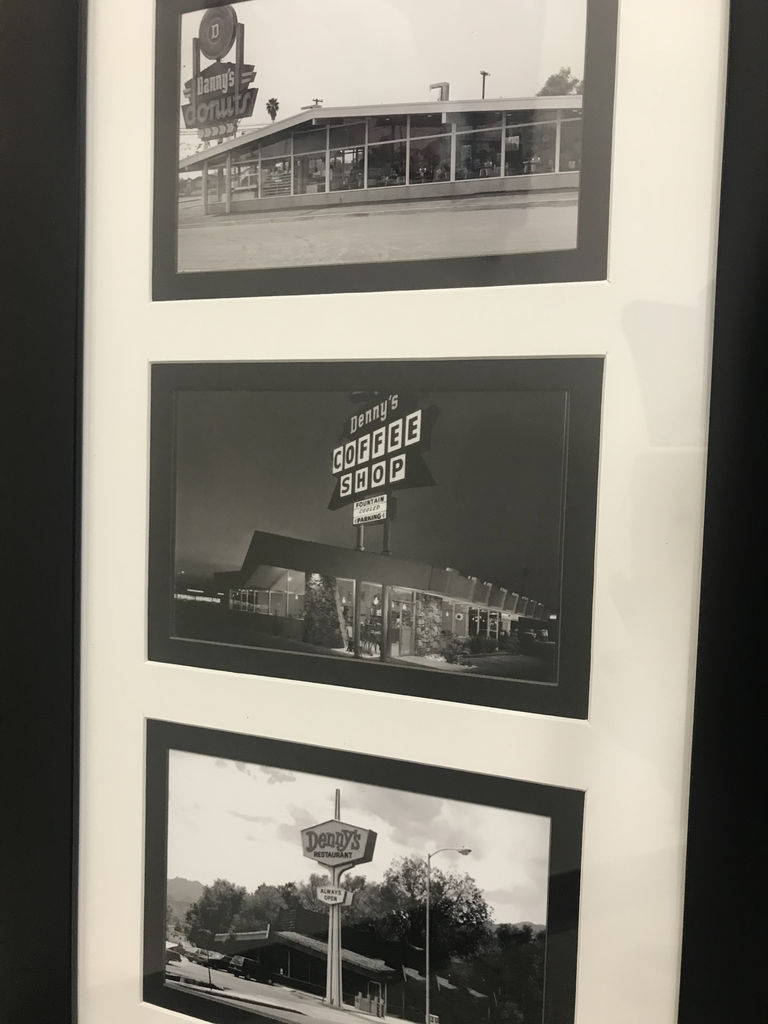 D
Danny's
donuts
Denny's
COFFEE
SHOP
FOUNTAIN
COOLED
PARKING
Denny's
RESTAURANT
ALWAYS
OPEN